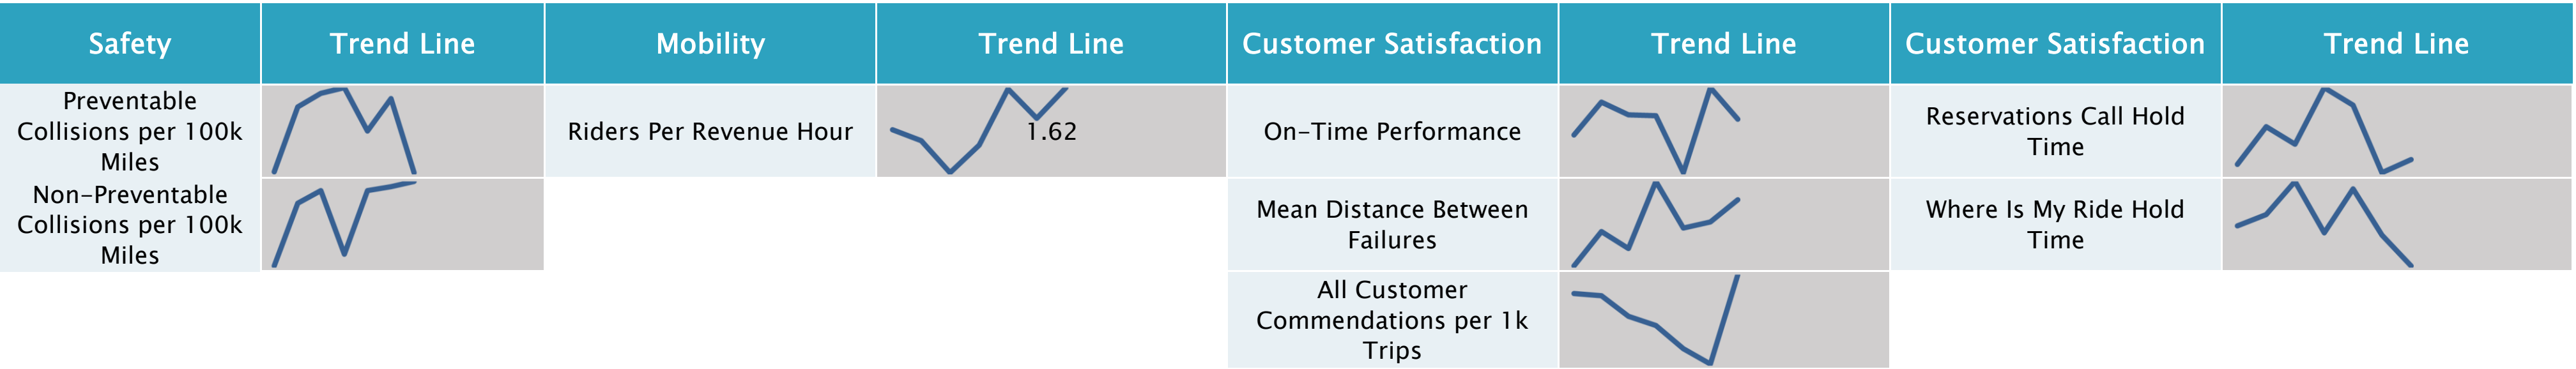 Safety
Trend Line
Mobility
Trend Line
Customer Satisfaction
Trend Line
Customer Satisfaction
Trend Line
Preventable
Collisions per 100k
Miles
Riders Per Revenue Hour
1.62
On-Time Performance
Reservations Call Hold
Time
Non-Preventable
Collisions per 100k
Miles
Mean Distance Between
Failures
Where Is My Ride Hold
Time
All Customer
Commendations per 1k
Trips